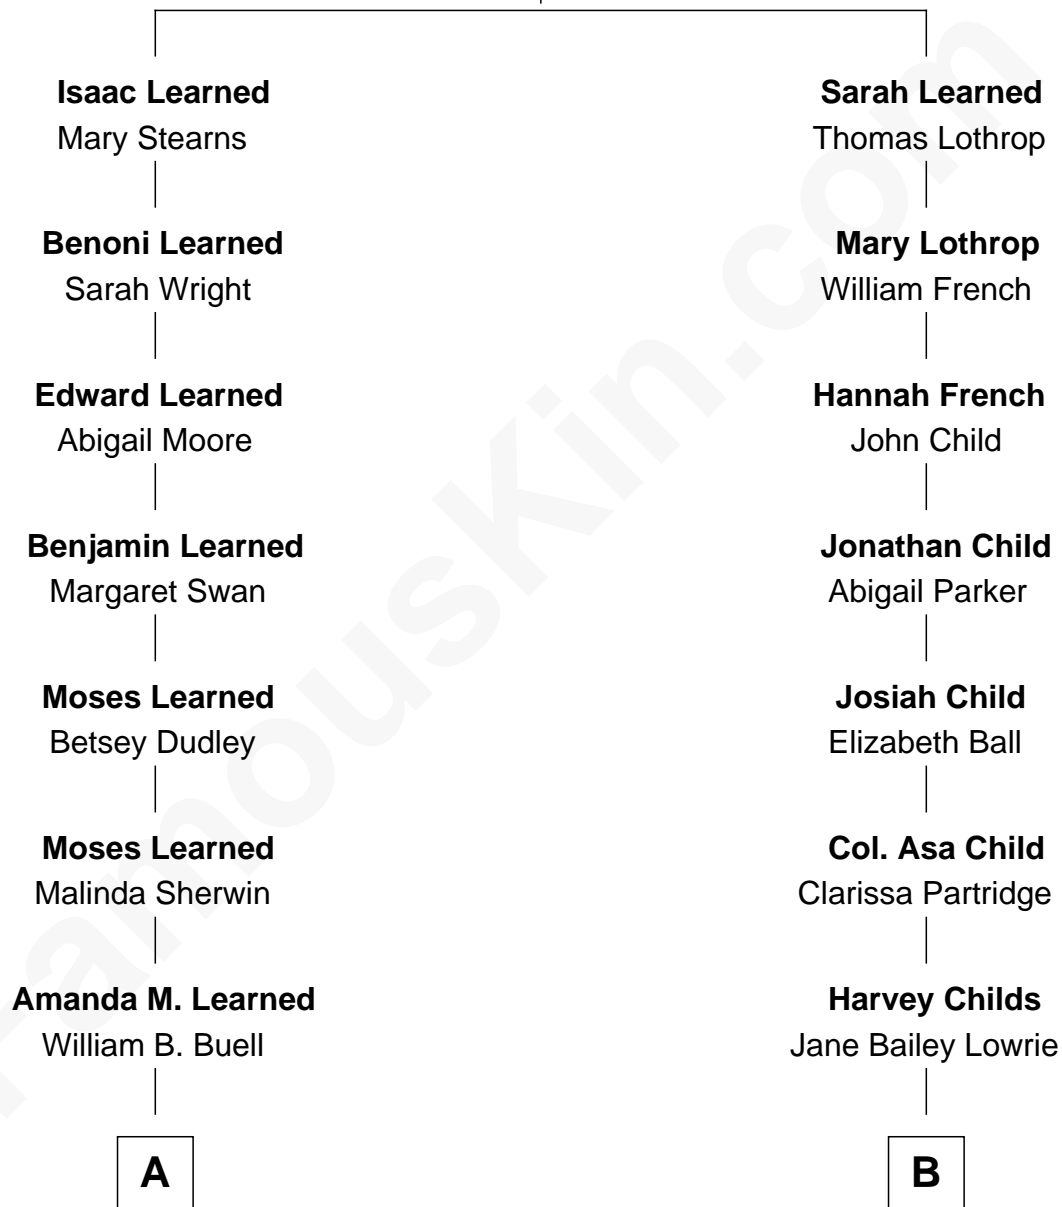 Isaac Learned
Mary Stearns
Benoni Learned
Sarah Wright
Edward Learned
Abigail Moore
Benjamin Learned
Margaret Swan
Moses Learned
Betsey Dudley
Moses Learned
Malinda Sherwin
Amanda M. Learned
William B. Buell
A
Sarah Learned
Thomas Lothrop
Mary Lothrop
William French
Hannah French
John Child
Jonathan Child
Abigail Parker
Josiah Child
Elizabeth Ball
Col. Asa Child
Clarissa Partridge
Harvey Childs
Jane Bailey Lowrie
B
FamousKin.com